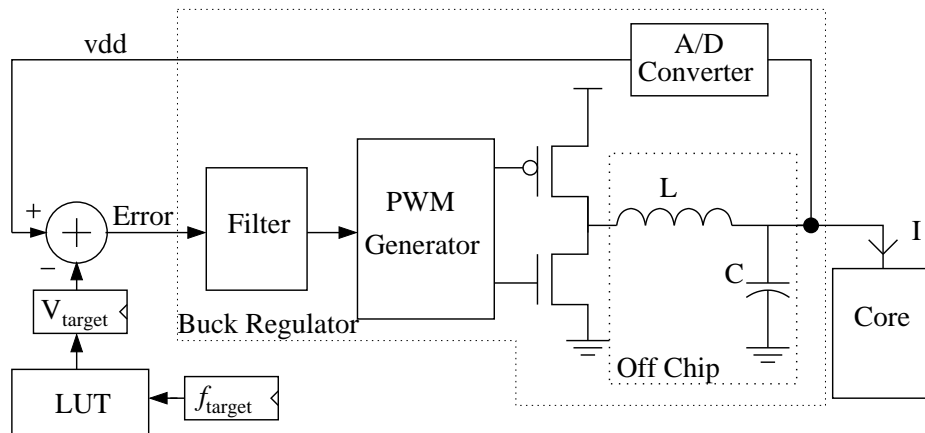 vdd
A/D
Converter
+
Error
−
Filter
PWM
Generator
L
I
C
Core
V_target
Buck Regulator
Off Chip
LUT
f_target